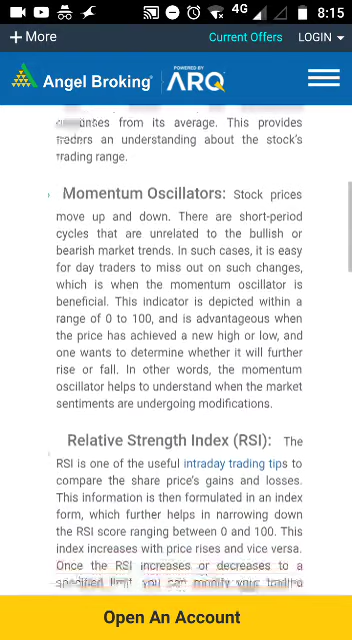 4G 8:15
+ More Current Offers LOGIN
Angel Broking POWERED BY ARQ
from its average. This provides
an understanding about the stock's
trading range.
Momentum Oscillators: Stock prices
move up and down. There are short-period
cycles that are unrelated to the bullish or
bearish market trends. In such cases, it is easy
for day traders to miss out on such changes,
which is when the momentum oscillator is
beneficial. This indicator is depicted within a
range of 0 to 100, and is advantageous when
the price has achieved a new high or low, and
one wants to determine whether it will further
rise or fall. In other words, the momentum
oscillator helps to understand when the market
sentiments are undergoing modifications.
Relative Strength Index (RSI): The
RSI is one of the useful intraday trading tips to
compare the share price's gains and losses.
This information is then formulated in an index
form, which further helps in narrowing down
the RSI score ranging between 0 and 100. This
index increases with price rises and vice versa.
Once the RSI increases or decreases to a
specified limit you can modify your trading
Open An Account